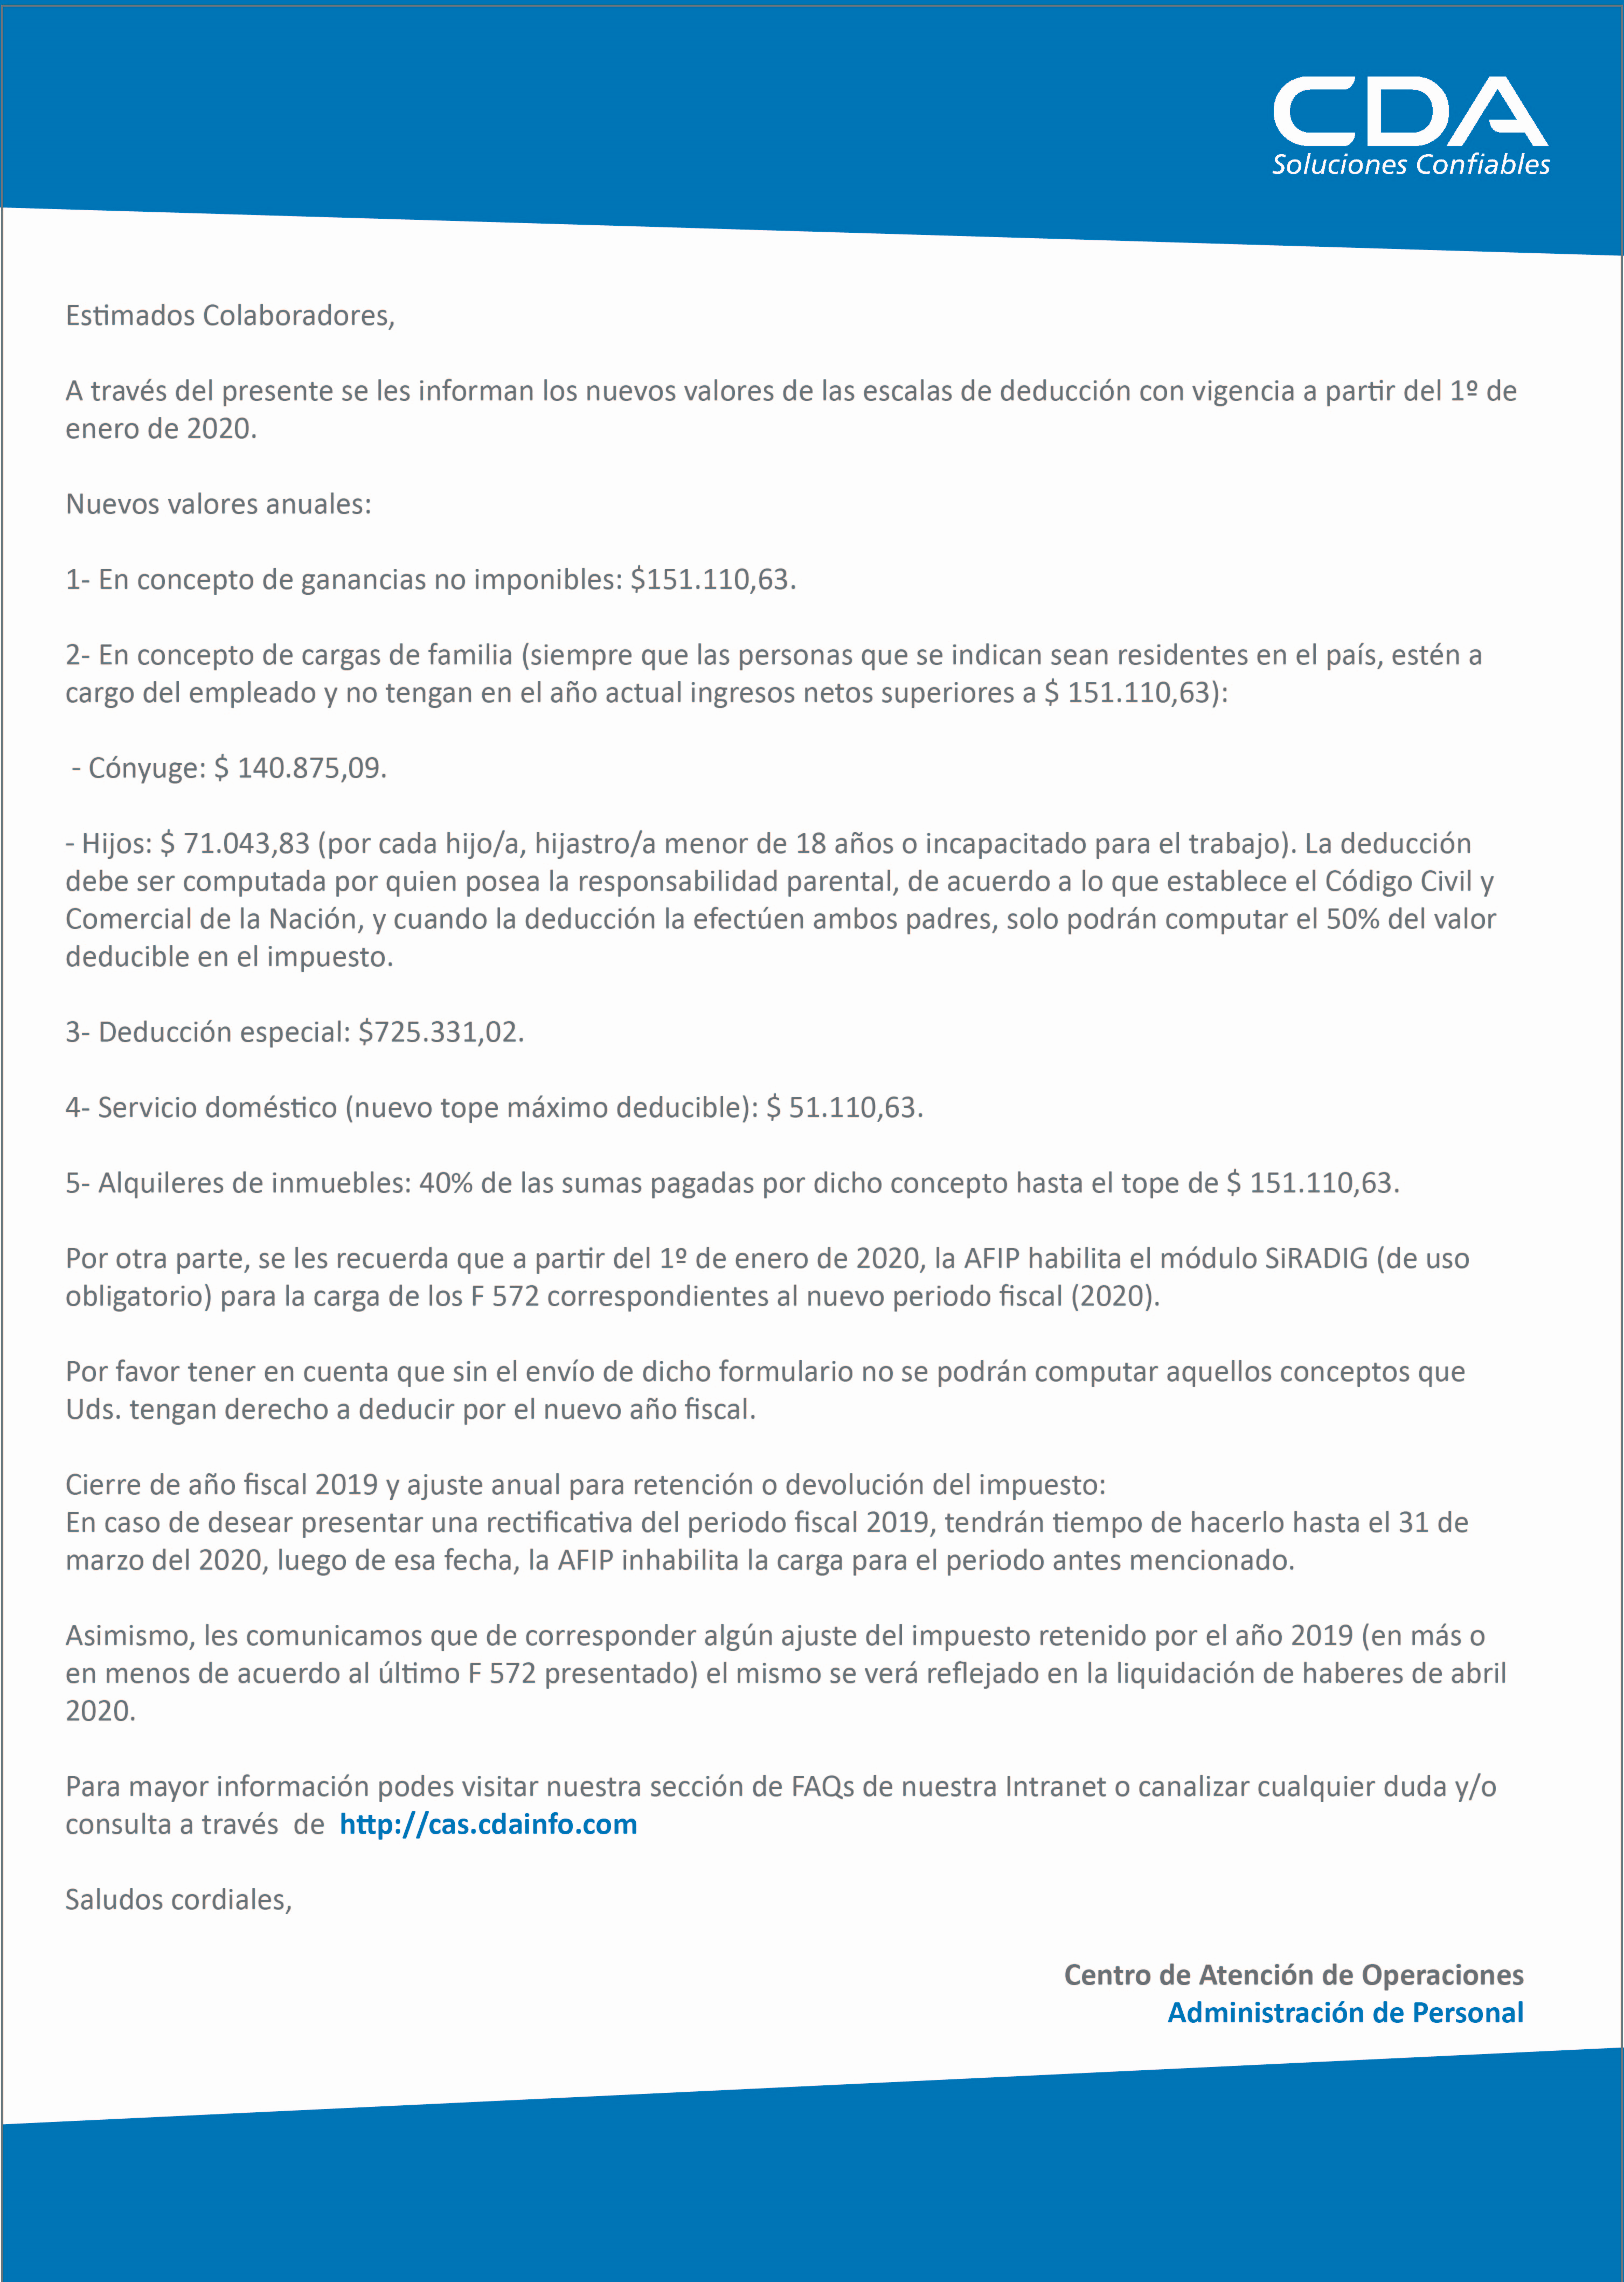 CDA
Soluciones Confiables
Estimados Colaboradores,
A través del presente se les informan los nuevos valores de las escalas de deducción con vigencia a partir del 1º de
enero de 2020.
Nuevos valores anuales:
1- En concepto de ganancias no imponibles: $151.110,63.
2- En concepto de cargas de familia (siempre que las personas que se indican sean residentes en el país, estén a
cargo del empleado y no tengan en el año actual ingresos netos superiores a $ 151.110,63):
- Cónyuge: $ 140.875,09.
- Hijos: $ 71.043,83 (por cada hijo/a, hijastro/a menor de 18 años o incapacitado para el trabajo). La deducción
debe ser computada por quien posea la responsabilidad parental, de acuerdo a lo que establece el Código Civil y
Comercial de la Nación, y cuando la deducción la efectúen ambos padres, solo podrán computar el 50% del valor
deducible en el impuesto.
3- Deducción especial: $725.331,02.
4- Servicio doméstico (nuevo tope máximo deducible): $ 51.110,63.
5- Alquileres de inmuebles: 40% de las sumas pagadas por dicho concepto hasta el tope de $ 151.110,63.
Por otra parte, se les recuerda que a partir del 1º de enero de 2020, la AFIP habilita el módulo SiRADIG (de uso
obligatorio) para la carga de los F 572 correspondientes al nuevo periodo fiscal (2020).
Por favor tener en cuenta que sin el envío de dicho formulario no se podrán computar aquellos conceptos que
Uds. tengan derecho a deducir por el nuevo año fiscal.
Cierre de año fiscal 2019 y ajuste anual para retención o devolución del impuesto:
En caso de desear presentar una rectificativa del periodo fiscal 2019, tendrán tiempo de hacerlo hasta el 31 de
marzo del 2020, luego de esa fecha, la AFIP inhabilita la carga para el periodo antes mencionado.
Asimismo, les comunicamos que de corresponder algún ajuste del impuesto retenido por el año 2019 (en más o
en menos de acuerdo al último F 572 presentado) el mismo se verá reflejado en la liquidación de haberes de abril
2020.
Para mayor información podes visitar nuestra sección de FAQs de nuestra Intranet o canalizar cualquier duda y/o
consulta a través de http://cas.cdainfo.com
Saludos cordiales,
Centro de Atención de Operaciones
Administración de Personal